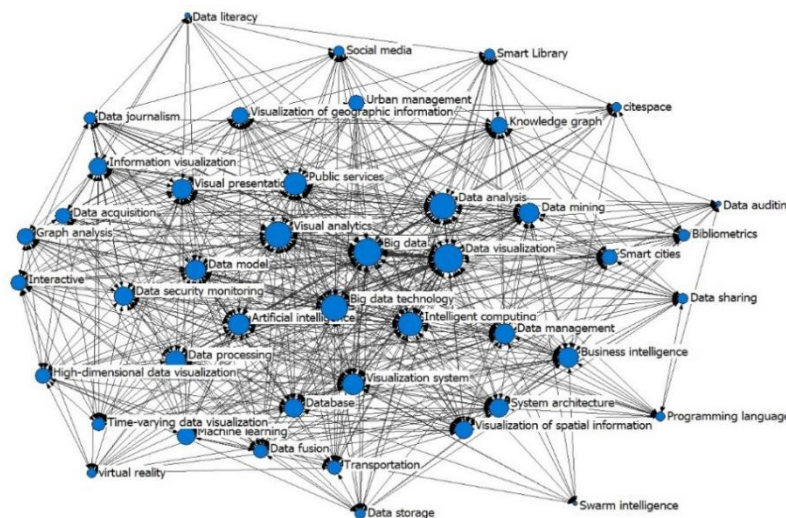 Data literacy
Social media
Smart Library
Urban management
citespace
Data journalism
Visualization of geographic information
Knowledge graph
Information visualization
Visual presentatio
Public services
Data analysis
Data mining
Data auditin
Data acquisition
Graph analysis
Visual analytics
Bibliometrics
Big data
Data visualization
Smart cities
Data model
Interactive
Data security monitoring
Big data technology
Data sharing
Artificial intelligence
Intelligent computing
Data management
Data processing
Business intelligence
High-dimensional data visualization
Visualization system
Database
System architecture
Programming language
Time-varying data visualization
Machine learning
Visualization of spatial information
Data fusion
Transportation
virtual reality
Swarm intelligence
Data storage